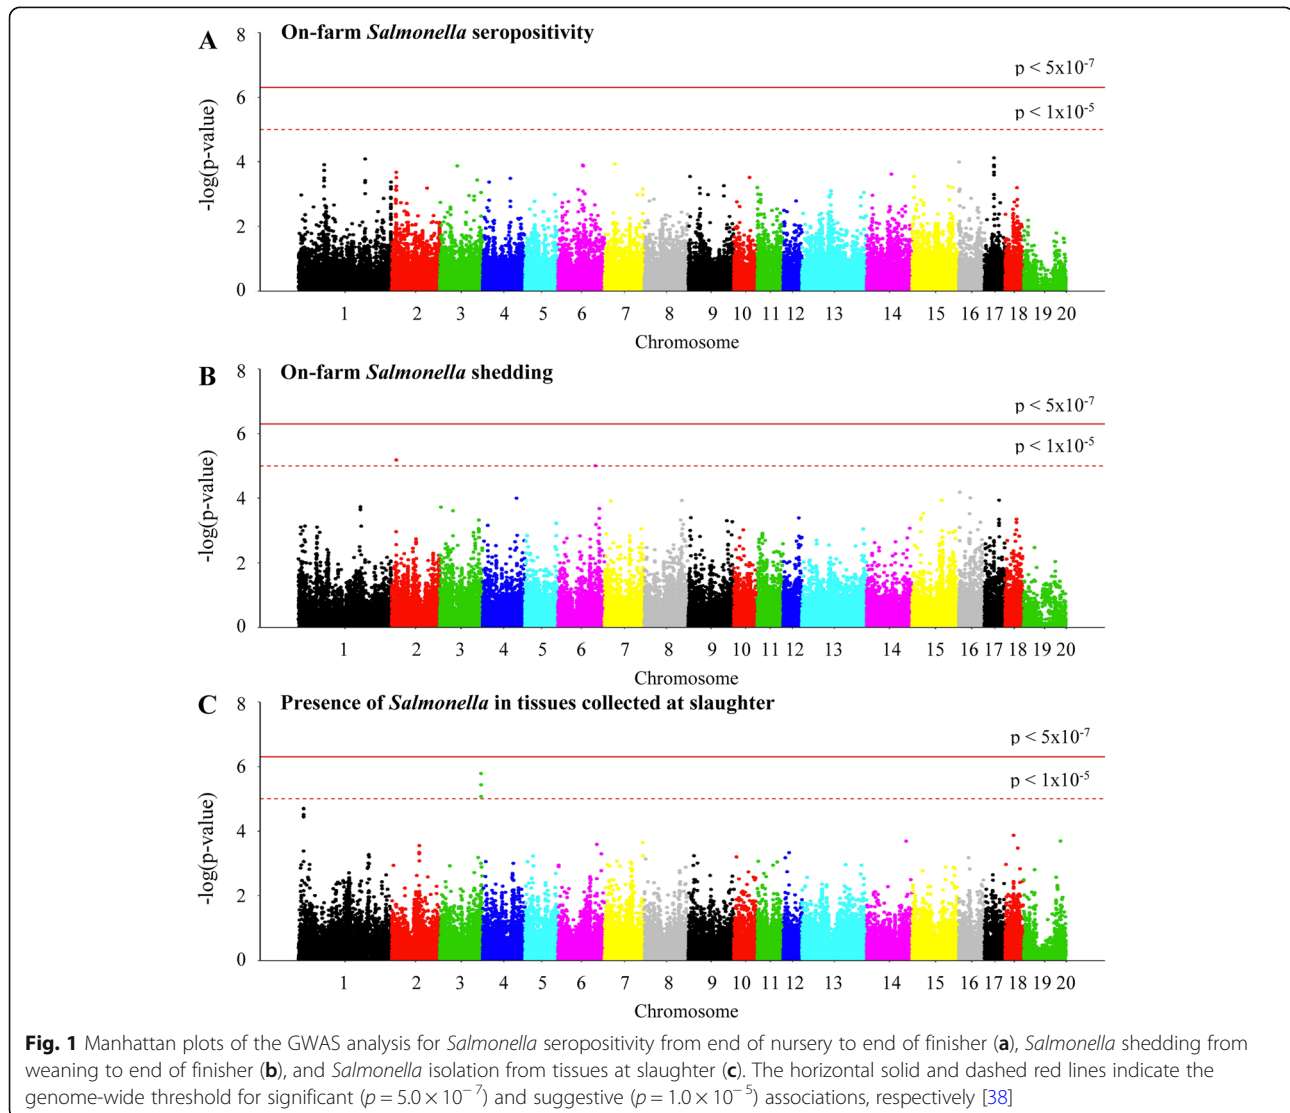 A On-farm Salmonella seropositivity
8
6
4
2
0
-log(p-value)
p < 5x10-7
p < 1x10-5
1 2 3 4 5 6 7 8 9 10 11 12 13 14 15 16 17 18 19 20
Chromosome
B On-farm Salmonella shedding
8
6
4
2
0
-log(p-value)
p < 5x10-7
p < 1x10-5
1 2 3 4 5 6 7 8 9 10 11 12 13 14 15 16 17 18 19 20
Chromosome
C Presence of Salmonella in tissues collected at slaughter
8
6
4
2
0
-log(p-value)
p < 5x10-7
p < 1x10-5
1 2 3 4 5 6 7 8 9 10 11 12 13 14 15 16 17 18 19 20
Chromosome
Fig. 1 Manhattan plots of the GWAS analysis for Salmonella seropositivity from end of nursery to end of finisher (a), Salmonella shedding from
weaning to end of finisher (b), and Salmonella isolation from tissues at slaughter (c). The horizontal solid and dashed red lines indicate the
genome-wide threshold for significant (p = 5.0 × 10− 7) and suggestive (p = 1.0 × 10− 5) associations, respectively [38]